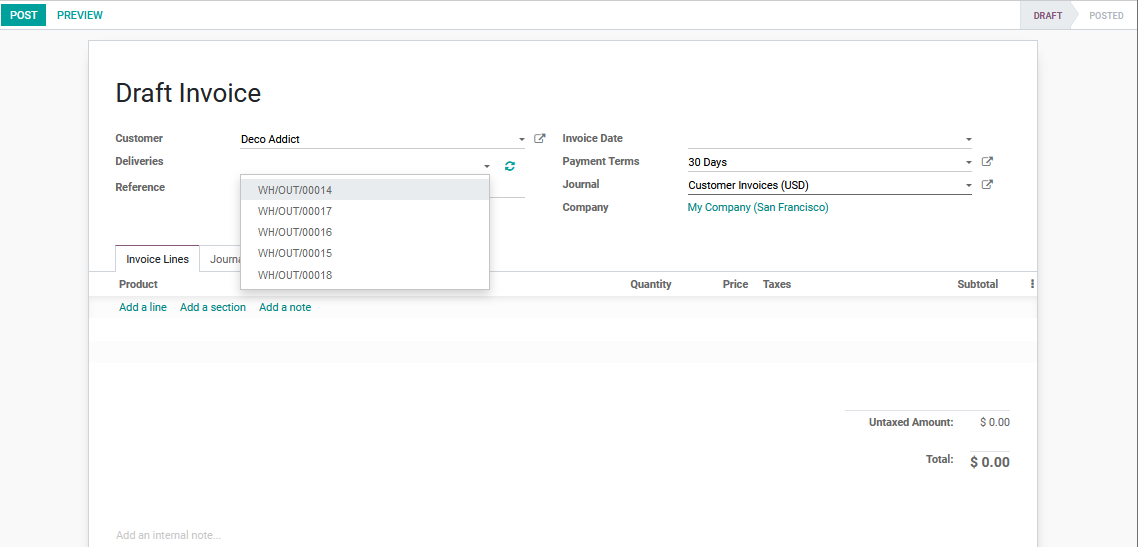 POST PREVIEW DRAFT POSTED
Draft Invoice
Customer Deco Addict Invoice Date
Deliveries Payment Terms 30 Days
Reference Journal Customer Invoices (USD)
Company My Company (San Francisco)
WH/OUT/00014
WH/OUT/00017
WH/OUT/00016
WH/OUT/00015
WH/OUT/00018
Invoice Lines Journa
Product Quantity Price Taxes Subtotal
Add a line Add a section Add a note
Untaxed Amount: $ 0.00
Total: $ 0.00
Add an internal note...